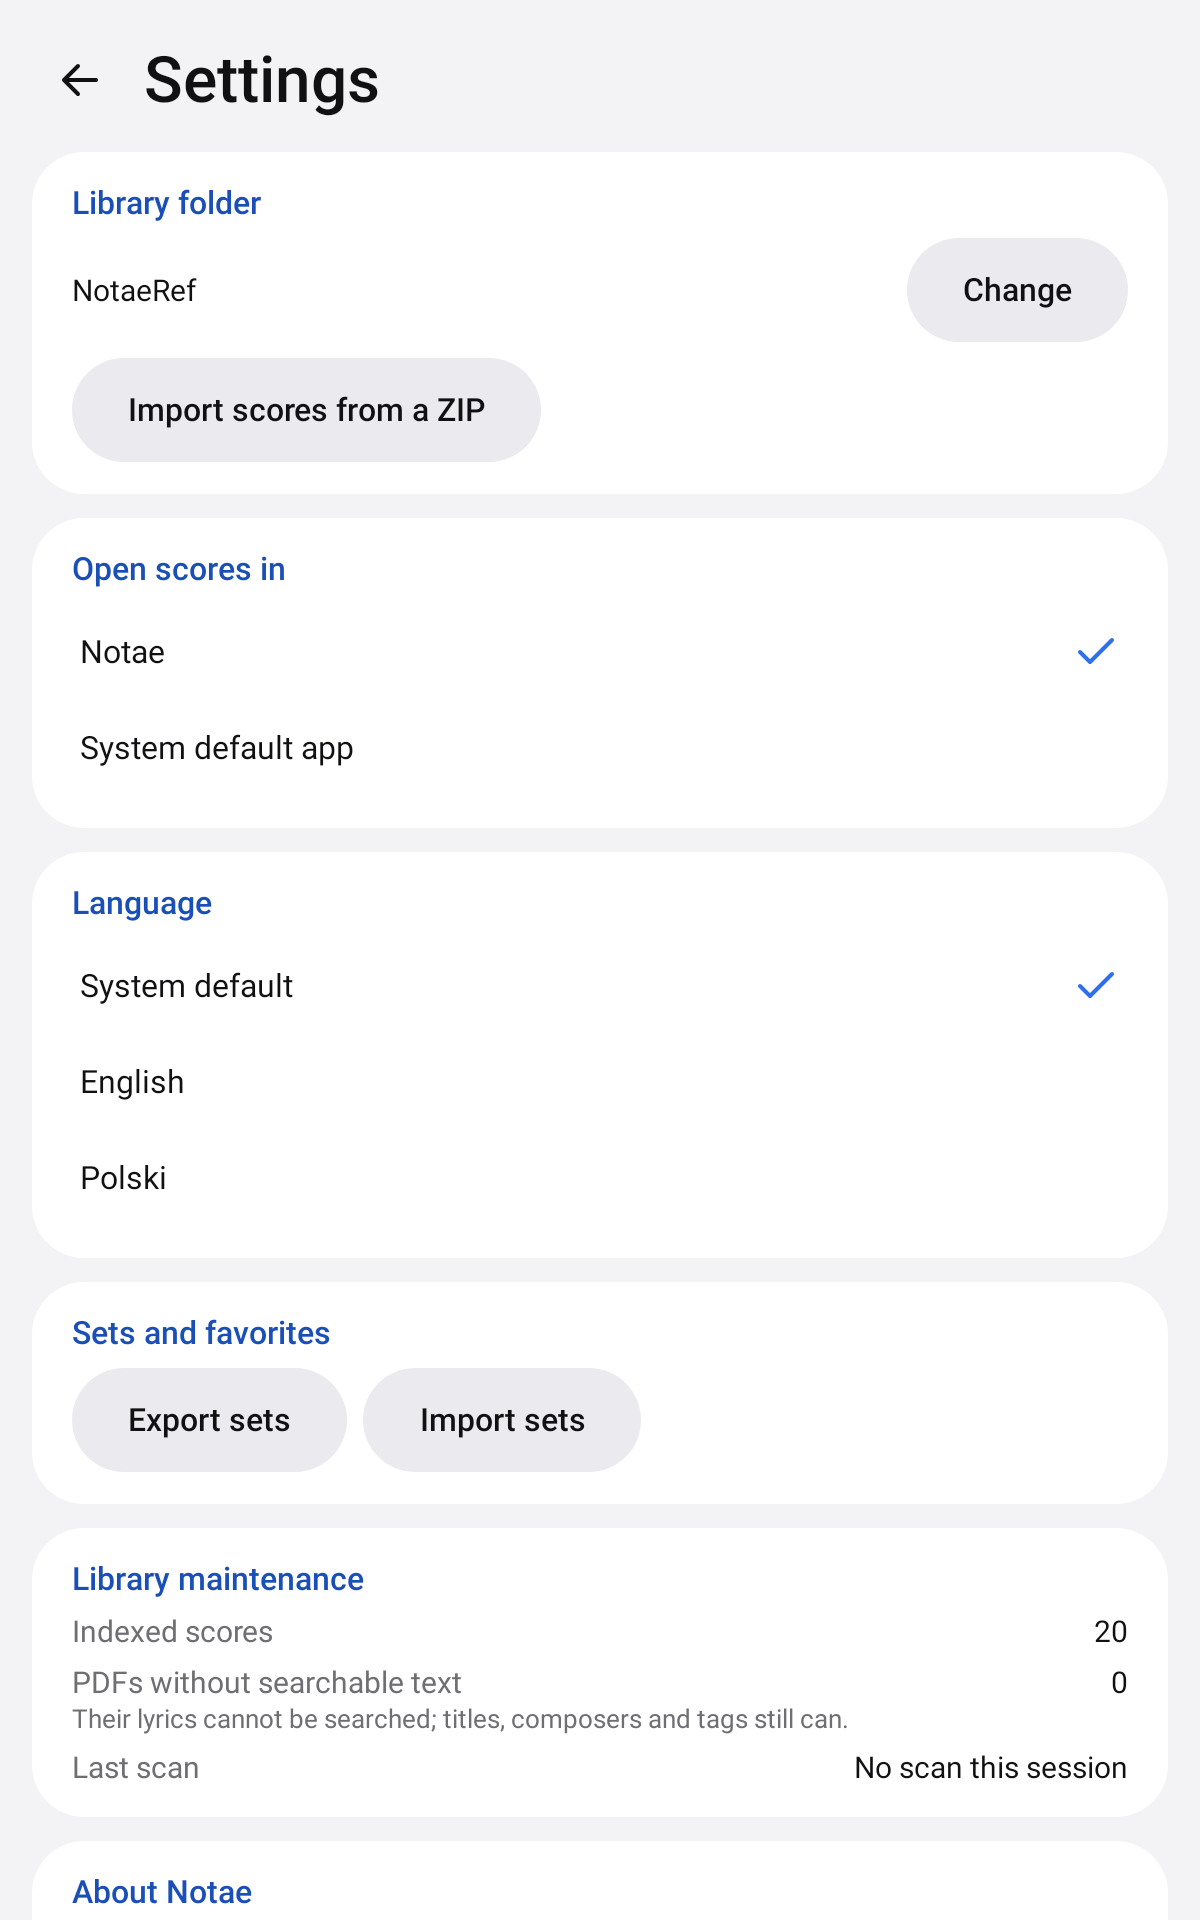 Settings
Library folder
NotaeRef
Change
Import scores from a ZIP
Open scores in
Notae
System default app
Language
System default
English
Polski
Sets and favorites
Export sets
Import sets
Library maintenance
Indexed scores 20
PDFs without searchable text 0
Their lyrics cannot be searched; titles, composers and tags still can.
Last scan No scan this session
About Notae